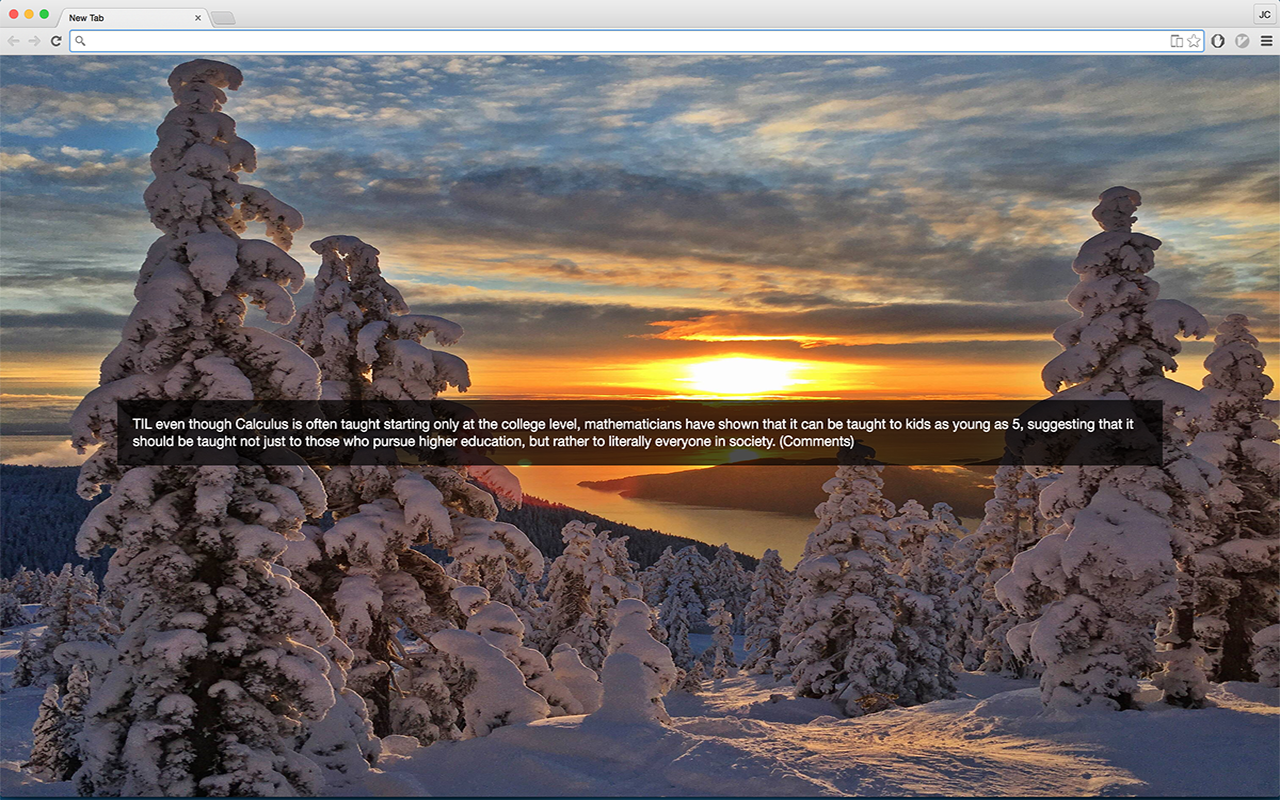 New Tab
JC
TIL even though Calculus is often taught starting only at the college level, mathematicians have shown that it can be taught to kids as young as 5, suggesting that it
should be taught not just to those who pursue higher education, but rather to literally everyone in society. (Comments)